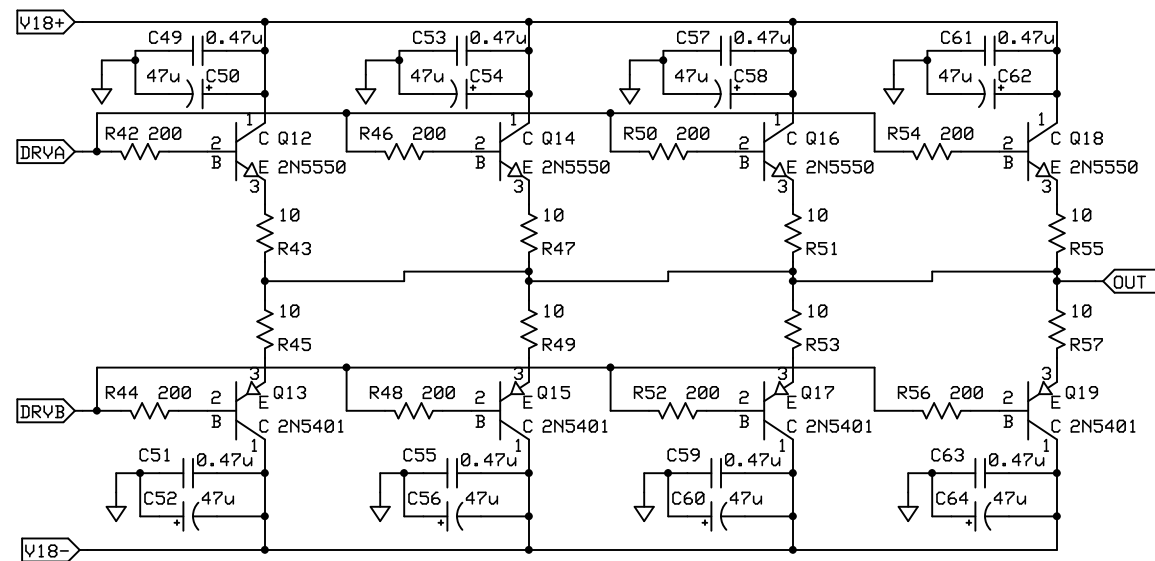 V18+
C49 0.47u C53 0.47u C57 0.47u C61 0.47u
47u C50 47u C54 47u C58 47u C62
+ + + +
1 1 1 1
R42 200 2 C Q12 R46 200 2 C Q14 R50 200 2 C Q16 R54 200 2 C Q18
DRVA
B E 2N5550 B E 2N5550 B E 2N5550 B E 2N5550
3 3 3 3
10 10 10 10
R43 R47 R51 R55
OUT
10 10 10 10
R45 R49 R53 R57
3 3 3 3
R44 200 2 E Q13 R48 200 2 E Q15 R52 200 2 E Q17 R56 200 2 E Q19
DRVB
B C 2N5401 B C 2N5401 B C 2N5401 B C 2N5401
1 1 1 1
C51 0.47u C55 0.47u C59 0.47u C63 0.47u
C52 47u C56 47u C60 47u C64 47u
+ + + +
V18-